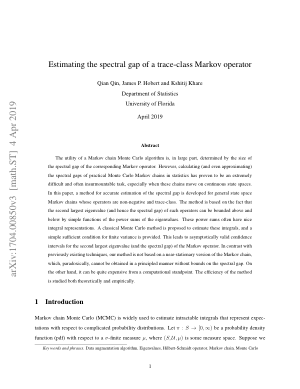 Estimating the spectral gap of a trace-class Markov operator
Qian Qin, James P. Hobert and Kshitij Khare
Department of Statistics
University of Florida
April 2019
Abstract
The utility of a Markov chain Monte Carlo algorithm is, in large part, determined by the size of
the spectral gap of the corresponding Markov operator. However, calculating (and even approximating)
the spectral gaps of practical Monte Carlo Markov chains in statistics has proven to be an extremely
difficult and often insurmountable task, especially when these chains move on continuous state spaces.
In this paper, a method for accurate estimation of the spectral gap is developed for general state space
Markov chains whose operators are non-negative and trace-class. The method is based on the fact that
the second largest eigenvalue (and hence the spectral gap) of such operators can be bounded above and
below by simple functions of the power sums of the eigenvalues. These power sums often have nice
integral representations. A classical Monte Carlo method is proposed to estimate these integrals, and a
simple sufficient condition for finite variance is provided. This leads to asymptotically valid confidence
intervals for the second largest eigenvalue (and the spectral gap) of the Markov operator. In contrast with
previously existing techniques, our method is not based on a near-stationary version of the Markov chain,
which, paradoxically, cannot be obtained in a principled manner without bounds on the spectral gap. On
the other hand, it can be quite expensive from a computational standpoint. The efficiency of the method
is studied both theoretically and empirically.
1 Introduction
Markov chain Monte Carlo (MCMC) is widely used to estimate intractable integrals that represent expec-
tations with respect to complicated probability distributions. Let π : S → [0, ∞) be a probability density
function (pdf) with respect to a σ-finite measure μ, where (S, U, μ) is some measure space. Suppose we
Key words and phrases. Data augmentation algorithm, Eigenvalues, Hilbert-Schmidt operator, Markov chain, Monte Carlo
1
arXiv:1704.00850v3 [math.ST] 4 Apr 2019